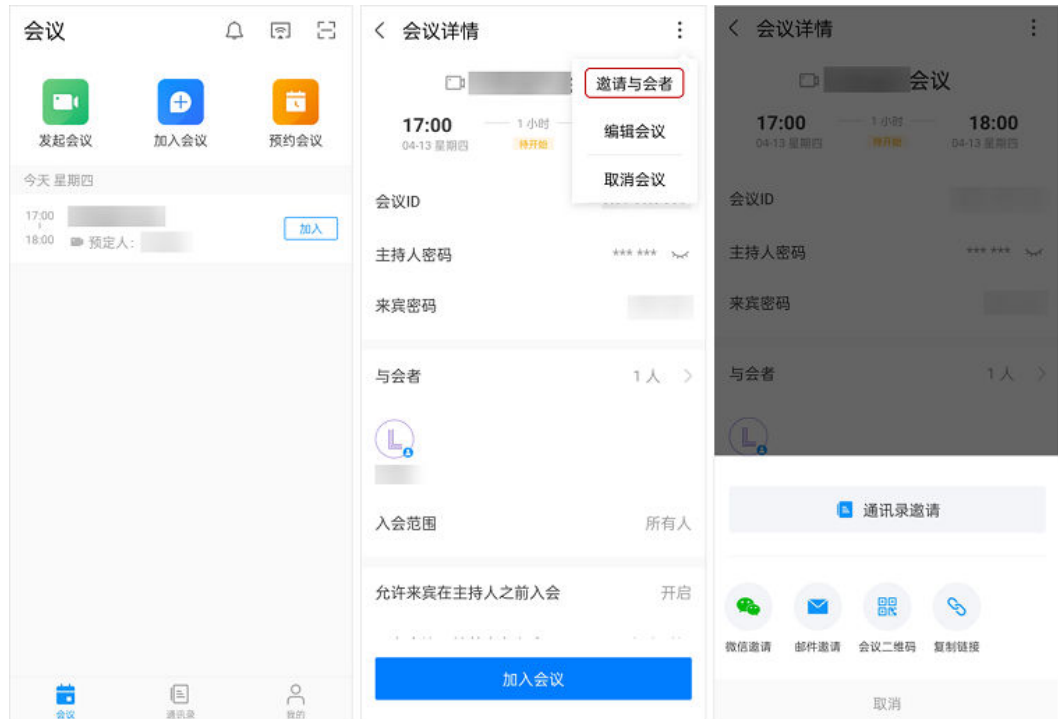 会议
发起会议
加入会议
预约会议
今天 星期四
17:00
18:00
预定人:
加入
会议
通讯录
我的
会议详情
邀请与会者
编辑会议
取消会议
17:00
1 小时
04-13 星期四
待开始
会议ID
主持人密码
*** ***
来宾密码
与会者
1 人
L
入会范围
所有人
允许来宾在主持人之前入会
开启
加入会议
会议详情
会议
17:00
1 小时
18:00
04-13 星期四
待开始
04-13 星期四
会议ID
主持人密码
*** ***
来宾密码
与会者
1 人
L
通讯录邀请
微信邀请
邮件邀请
会议二维码
复制链接
取消